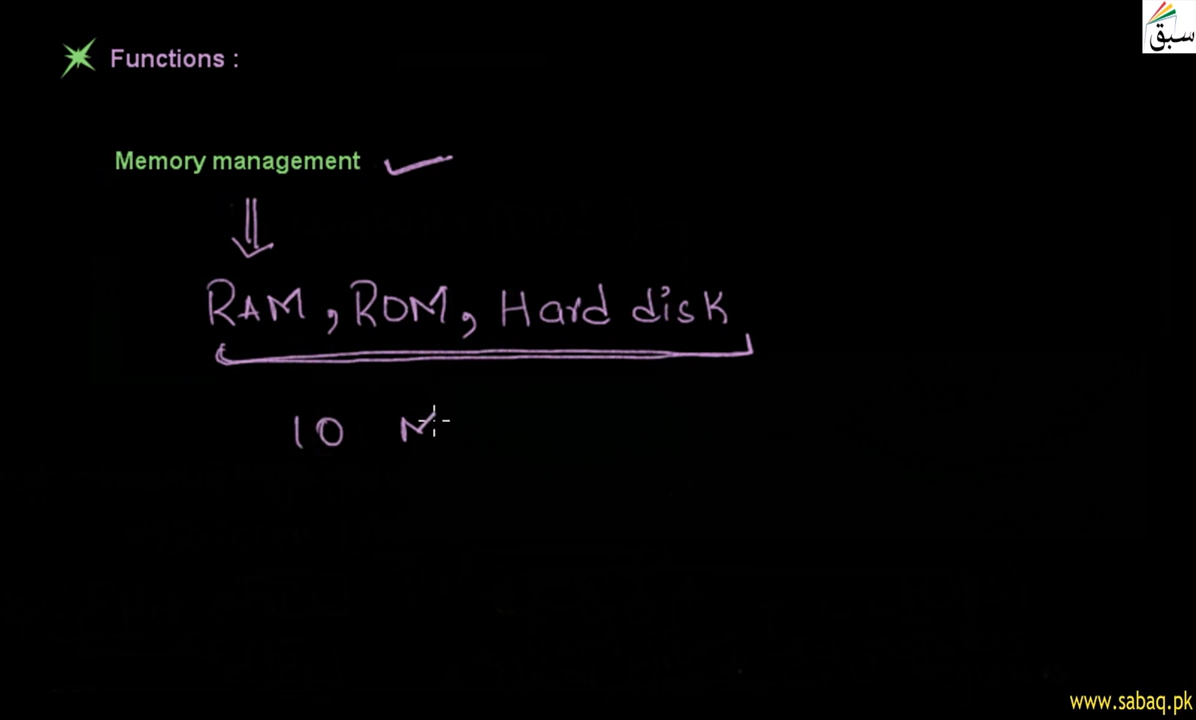 سبق
Functions :
Memory management
RAM, ROM, Hard disk
10 M
www.sabaq.pk